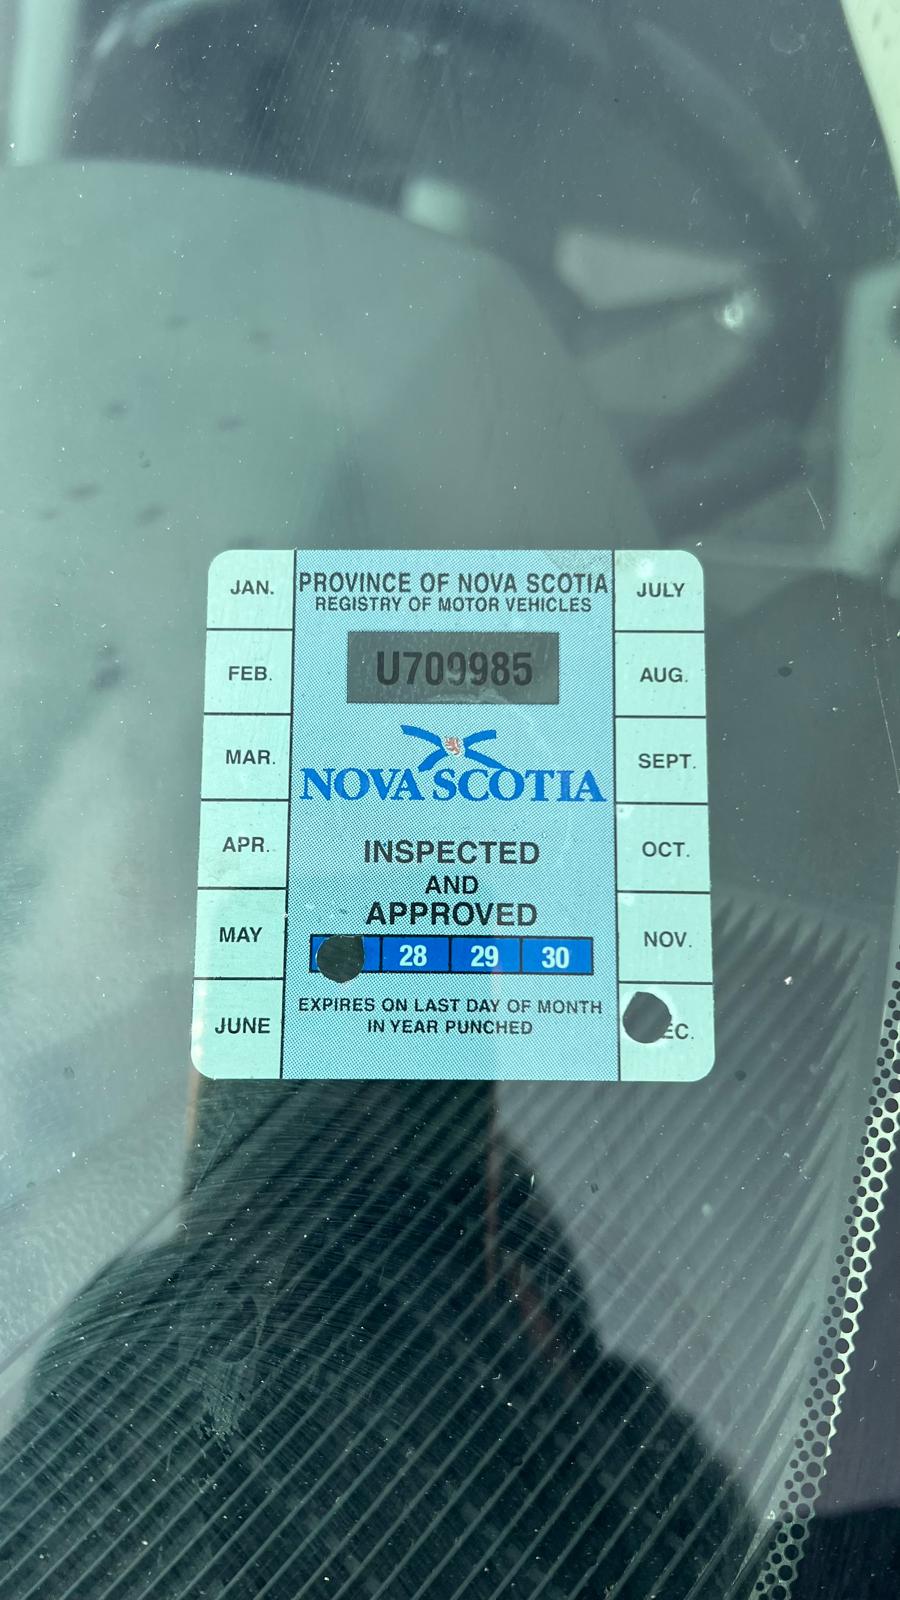 PROVINCE OF NOVA SCOTIA
REGISTRY OF MOTOR VEHICLES
U709985
NOVA SCOTIA
INSPECTED
AND
APPROVED
28 29 30
EXPIRES ON LAST DAY OF MONTH
IN YEAR PUNCHED
JAN.
FEB.
MAR.
APR.
MAY
JUNE
JULY
AUG.
SEPT.
OCT.
NOV.
EC.